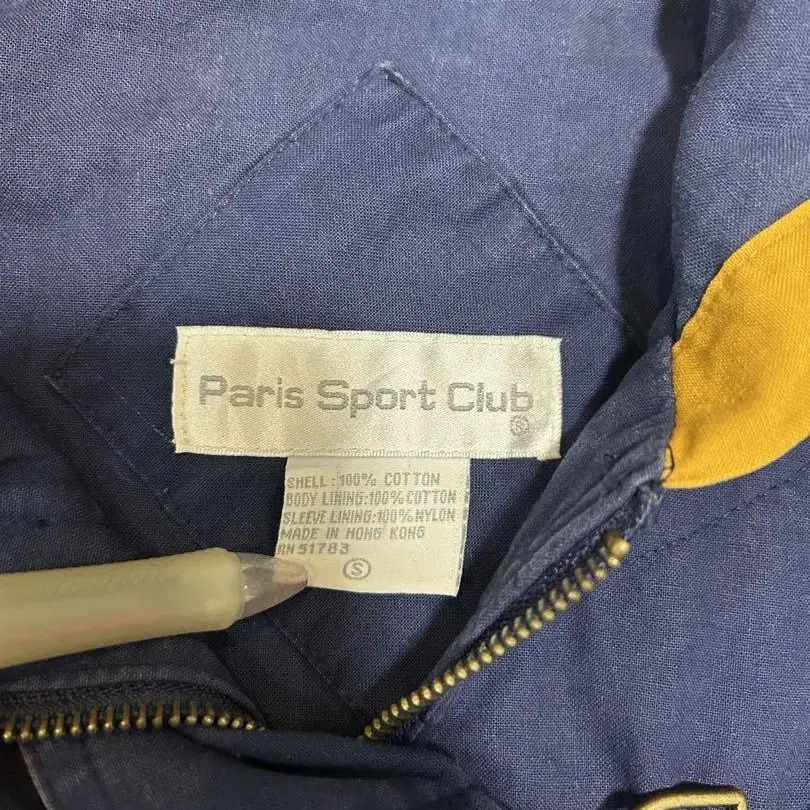 Paris Sport Club
®
SHELL: 100% COTTON
BODY LINING: 100% COTTON
SLEEVE LINING: 100% NYLON
MADE IN HONG KONG
RN 51783
S